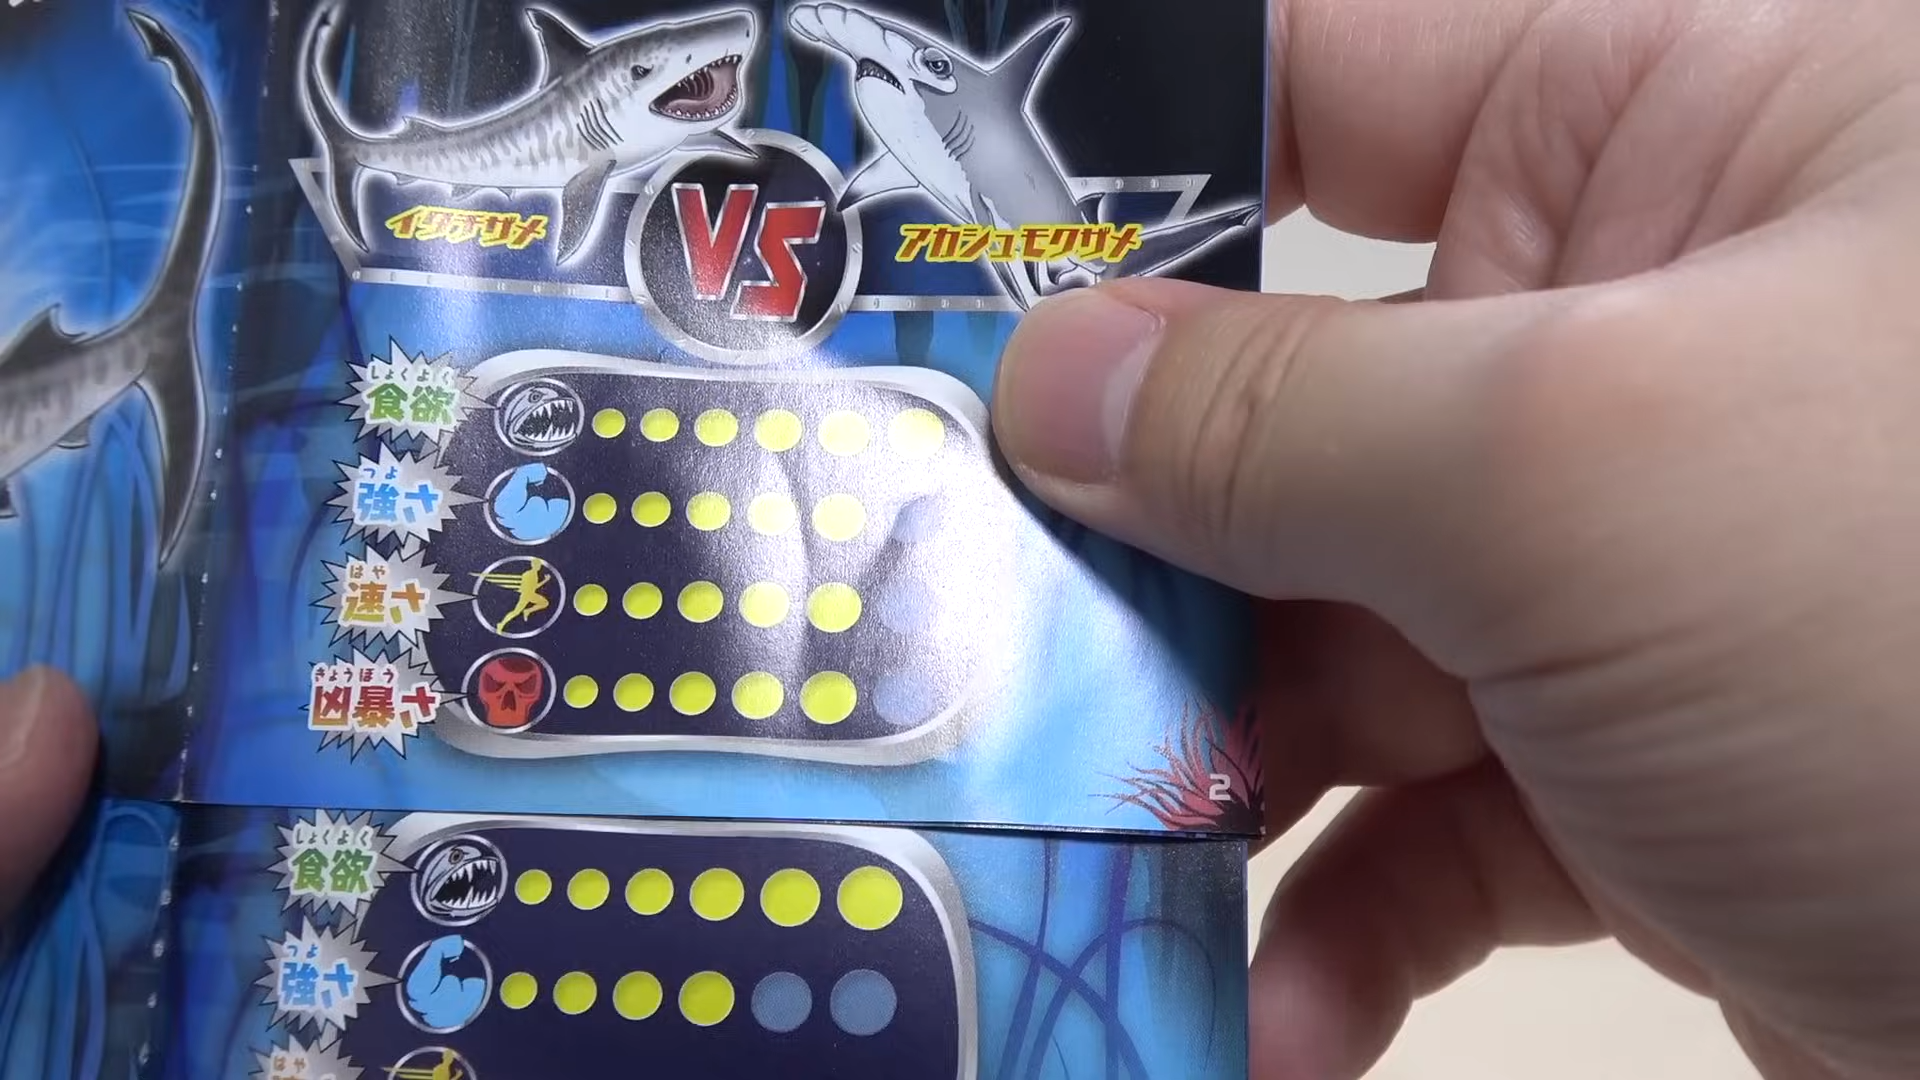 イタチザメ
VS
アカシュモクザメ
しょくよく
食欲
つよ
強さ
はや
速さ
きょうぼう
凶暴さ
2
しょくよく
食欲
つよ
強さ
はや